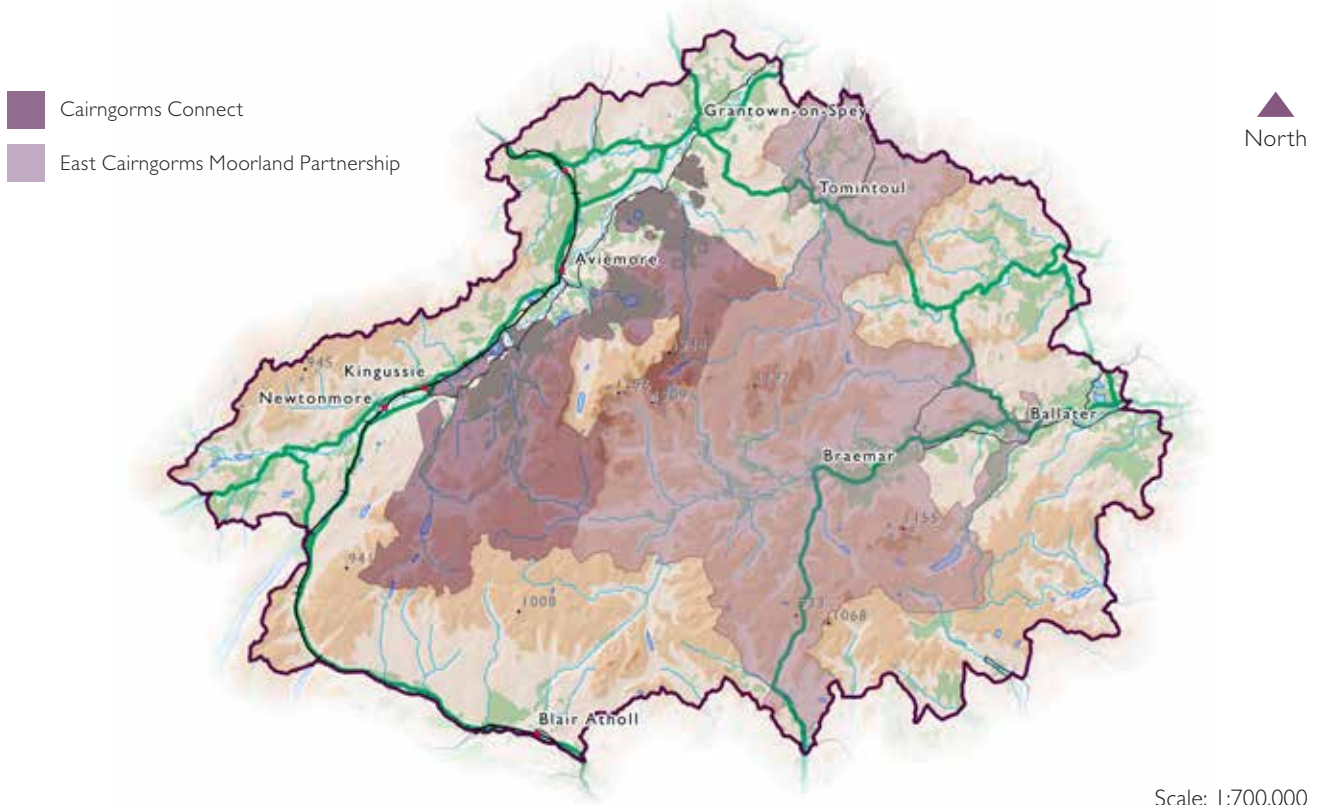 Cairngorms Connect
East Cairngorms Moorland Partnership
North
Grantown-on-Spey
Tomintoul
Aviemore
945
Kingussie
Newtonmore
Ballater
Braemar
1155
1008
1068
Blair Atholl
Scale: 1:700,000